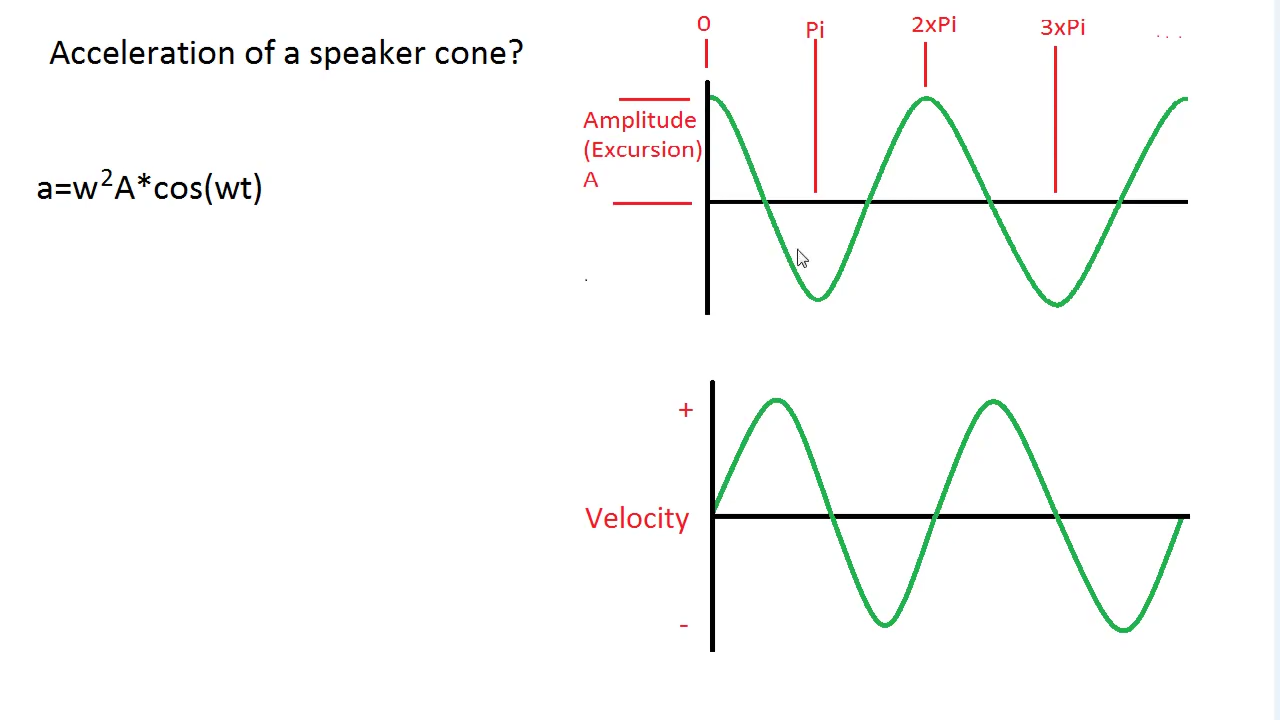 Acceleration of a speaker cone?
a=w²A*cos(wt)
0 Pi 2xPi 3xPi ...
Amplitude
(Excursion)
A
+
Velocity
-